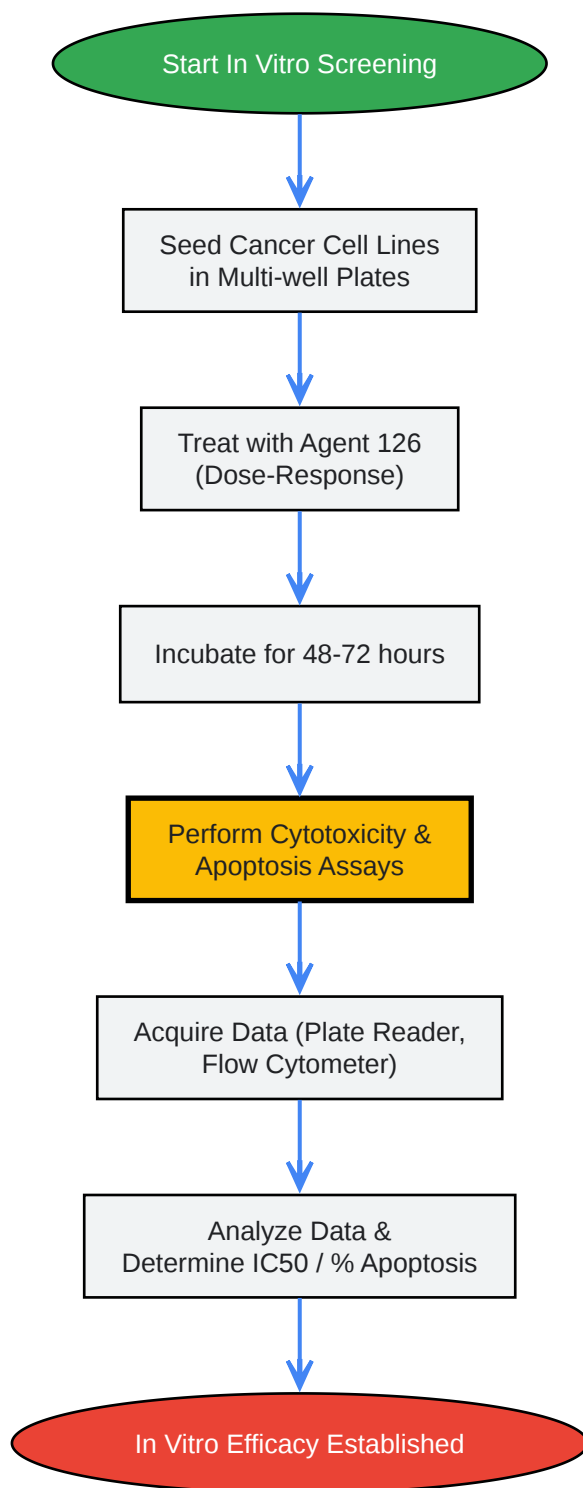 Start In Vitro Screening
Seed Cancer Cell Lines
in Multi-well Plates
Treat with Agent 126
(Dose-Response)
Incubate for 48-72 hours
Perform Cytotoxicity &
Apoptosis Assays
Acquire Data (Plate Reader,
Flow Cytometer)
Analyze Data &
Determine IC50 / % Apoptosis
In Vitro Efficacy Established